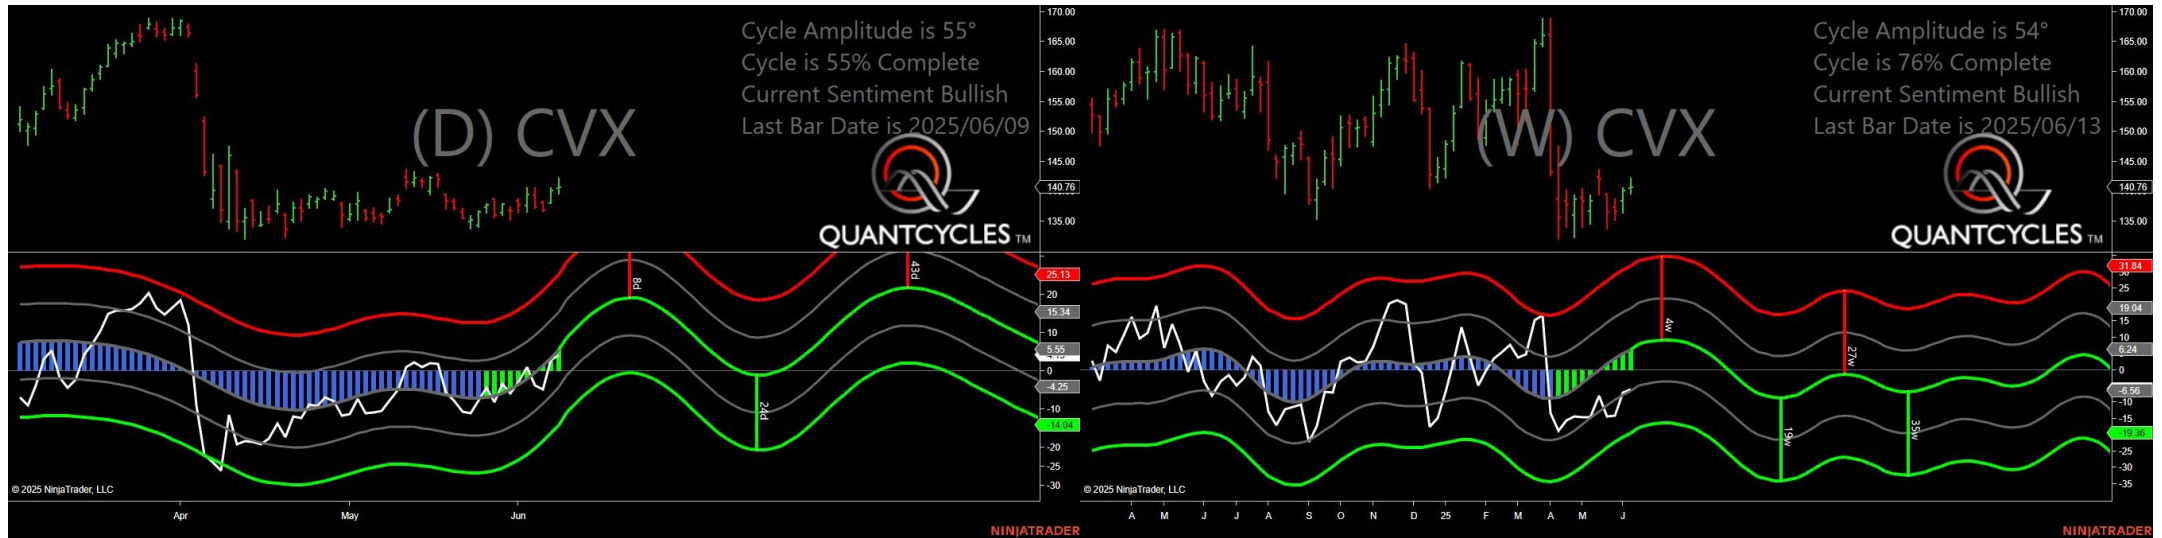 Cycle Amplitude is 55°
Cycle is 55% Complete
Current Sentiment Bullish
Last Bar Date is 2025/06/09
(D) CVX
QUANTCYCLES TM
170.00
165.00
160.00
155.00
150.00
145.00
140.76
135.00
8d
24d
43d
25.13
20
15.34
10
5.55
0
-4.25
-10
-14.04
-20
-25
-30
© 2025 NinjaTrader, LLC
Apr
May
Jun
NINJATRADER
Cycle Amplitude is 54°
Cycle is 76% Complete
Current Sentiment Bullish
Last Bar Date is 2025/06/13
(W) CVX
QUANTCYCLES TM
170.00
165.00
160.00
155.00
150.00
145.00
140.76
135.00
4w
19w
27w
35w
31.84
25
19.04
15
10
6.24
0
-6.56
-10
-15
-19.36
-25
-30
-35
© 2025 NinjaTrader, LLC
A M J J A S O N D 25 F M A M J
NINJATRADER